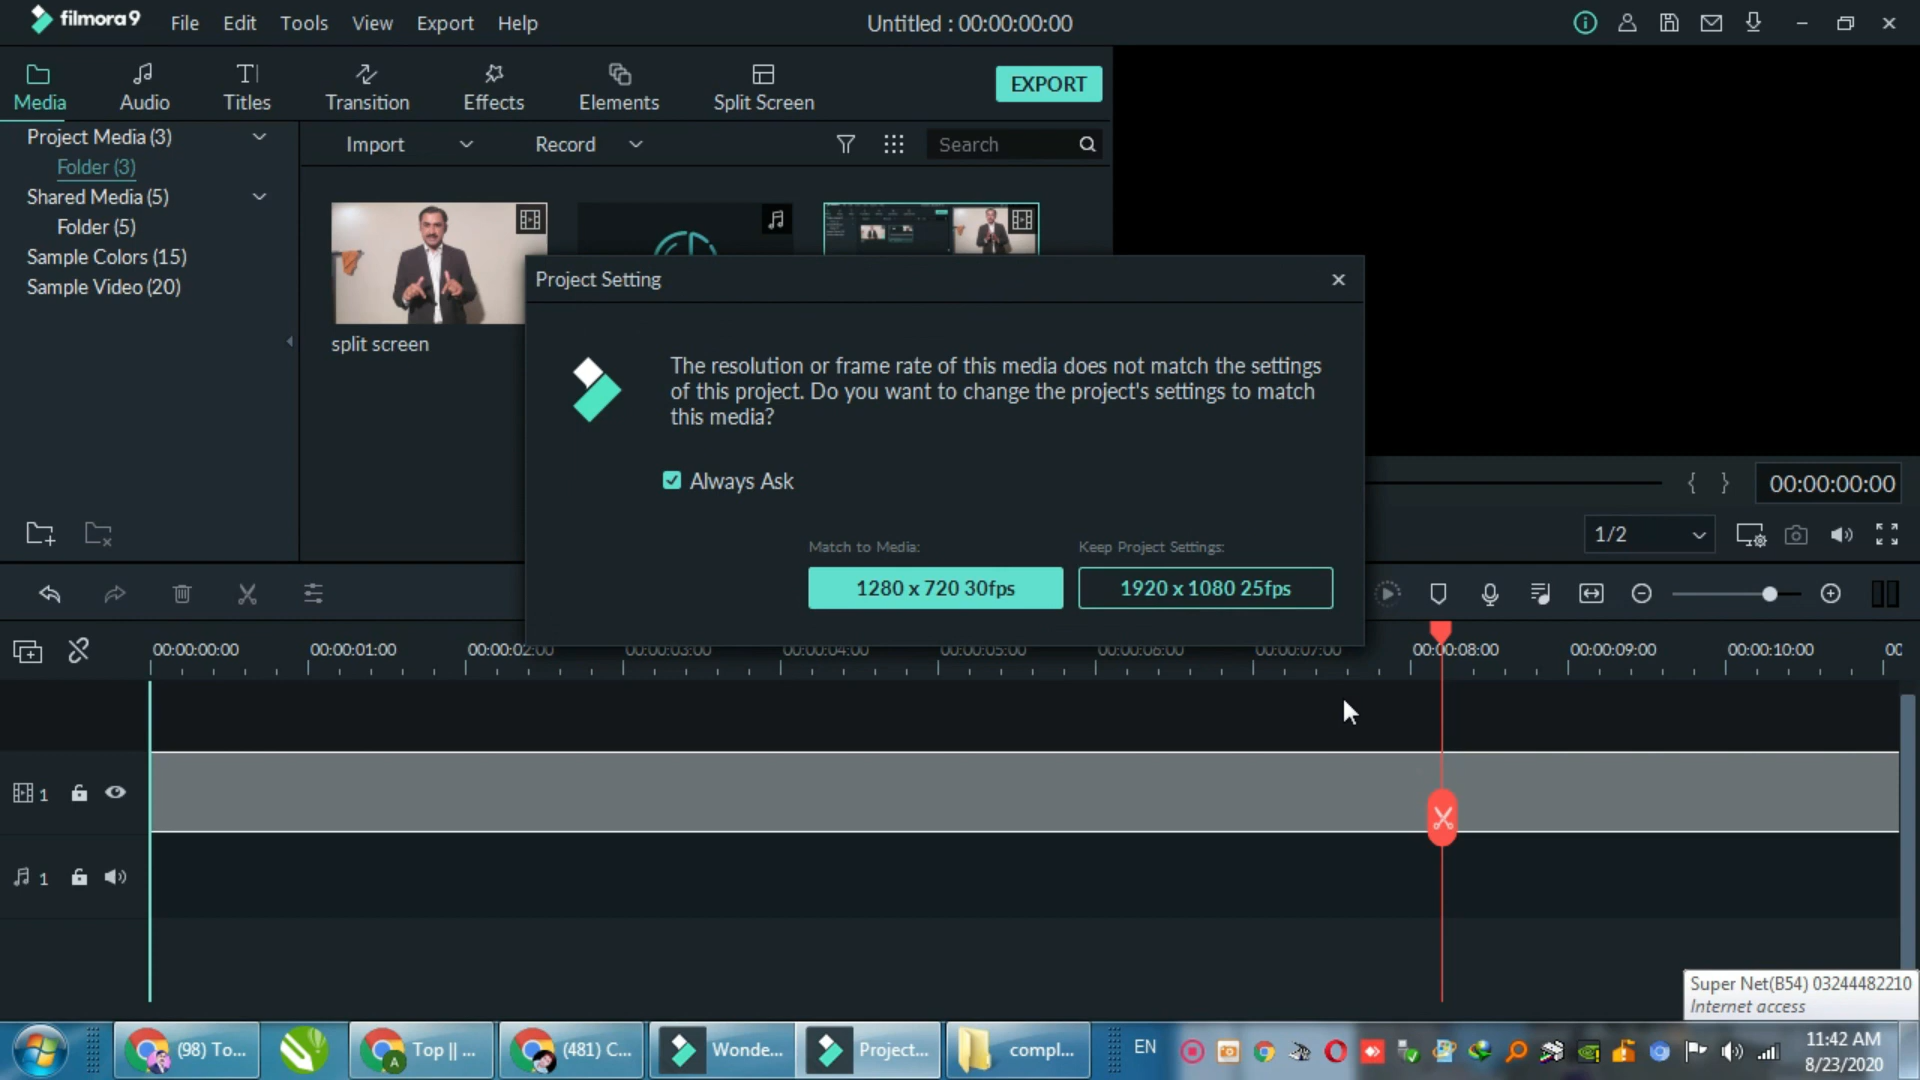 filmora9 File Edit Tools View Export Help Untitled : 00:00:00:00
Media Audio Titles Transition Effects Elements Split Screen EXPORT
Project Media (3)
Folder (3)
Shared Media (5)
Folder (5)
Sample Colors (15)
Sample Video (20)
Import Record Search
split screen
Project Setting
The resolution or frame rate of this media does not match the settings
of this project. Do you want to change the project's settings to match
this media?
Always Ask
Match to Media: Keep Project Settings:
1280 x 720 30fps 1920 x 1080 25fps
{ } 00:00:00:00
1/2
00:00:00:00 00:00:01:00 00:00:02:00 00:00:03:00 00:00:04:00 00:00:05:00 00:00:06:00 00:00:07:00 00:00:08:00 00:00:09:00 00:00:10:00 00
1
1
Super Net(B54) 03244482210
Internet access
(98) To... Top || ... (481) C... Wonde... Project... compl... EN 11:42 AM
8/23/2020